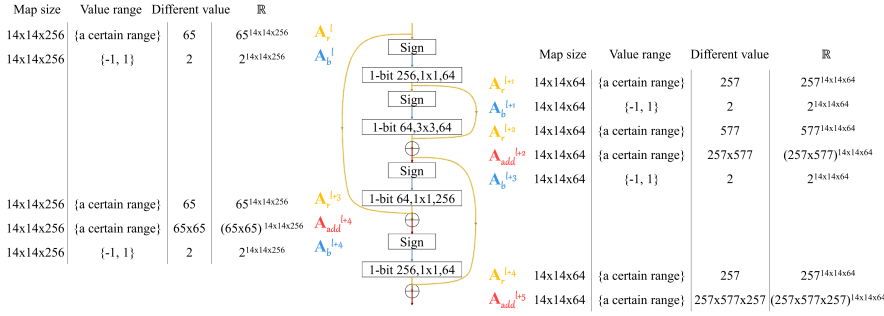 Map size Value range Different value ℝ
14x14x256 {a certain range} 65 65^14x14x256 A_r^l
14x14x256 {-1, 1} 2 2^14x14x256 A_b^l
14x14x256 {a certain range} 65 65^14x14x256 A_r^l+3
14x14x256 {a certain range} 65x65 (65x65)^14x14x256 A_add^l+4
14x14x256 {-1, 1} 2 2^14x14x256 A_b^l+4
Sign
1-bit 256,1x1,64
Sign
1-bit 64,3x3,64
Sign
1-bit 64,1x1,256
Sign
1-bit 256,1x1,64
Map size Value range Different value ℝ
A_r^l+1 14x14x64 {a certain range} 257 257^14x14x64
A_b^l+1 14x14x64 {-1, 1} 2 2^14x14x64
A_r^l+2 14x14x64 {a certain range} 577 577^14x14x64
A_add^l+2 14x14x64 {a certain range} 257x577 (257x577)^14x14x64
A_b^l+3 14x14x64 {-1, 1} 2 2^14x14x64
A_r^l+4 14x14x64 {a certain range} 257 257^14x14x64
A_add^l+5 14x14x64 {a certain range} 257x577x257 (257x577x257)^14x14x64